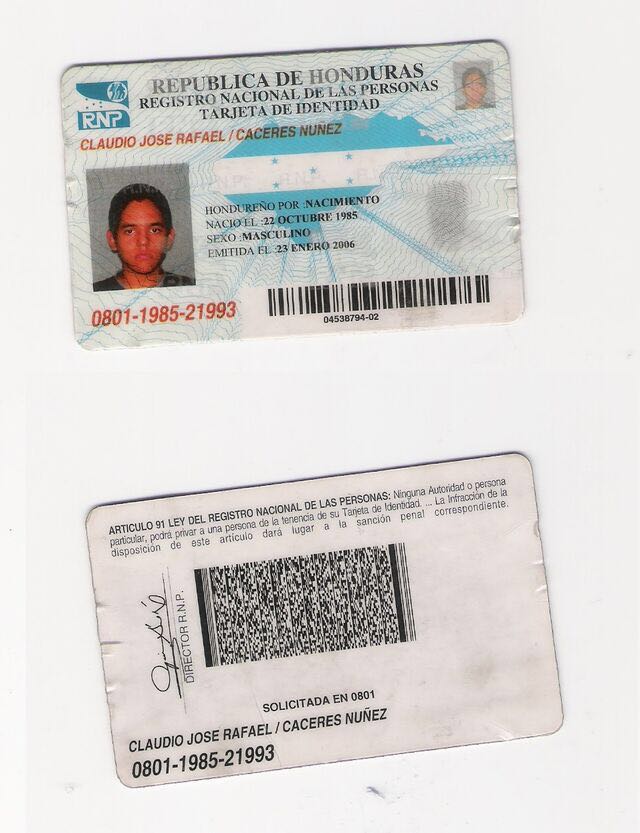 REPUBLICA DE HONDURAS
REGISTRO NACIONAL DE LAS PERSONAS
TARJETA DE IDENTIDAD
RNP
CLAUDIO JOSE RAFAEL / CACERES NUÑEZ
HONDUREÑO POR :NACIMIENTO
NACIO EL :22 OCTUBRE 1985
SEXO :MASCULINO
EMITIDA EL :23 ENERO 2006
0801-1985-21993
04538794-02
ARTICULO 91 LEY DEL REGISTRO NACIONAL DE LAS PERSONAS: Ninguna Autoridad o persona
particular, podrá privar a una persona de la tenencia de su Tarjeta de Identidad. ... La Infracción de la
disposición de este artículo dará lugar a la sanción penal correspondiente.
DIRECTOR R.N.P.
SOLICITADA EN 0801
CLAUDIO JOSE RAFAEL / CACERES NUÑEZ
0801-1985-21993